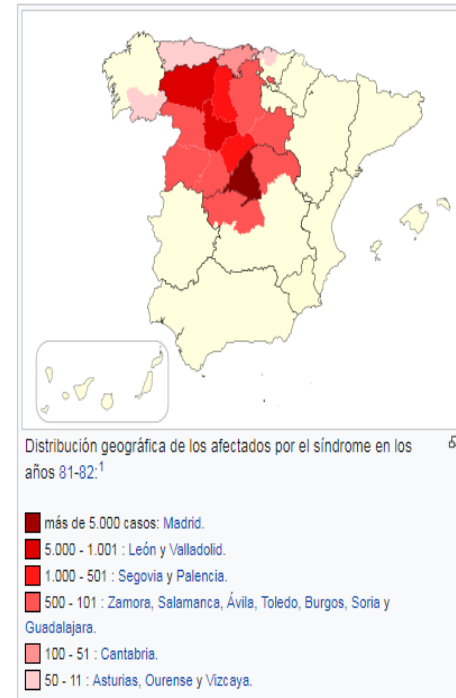 Distribución geográfica de los afectados por el síndrome en los
años 81-82:1
más de 5.000 casos: Madrid.
5.000 - 1.001 : León y Valladolid.
1.000 - 501 : Segovia y Palencia.
500 - 101 : Zamora, Salamanca, Ávila, Toledo, Burgos, Soria y
Guadalajara.
100 - 51 : Cantabria.
50 - 11 : Asturias, Ourense y Vizcaya.